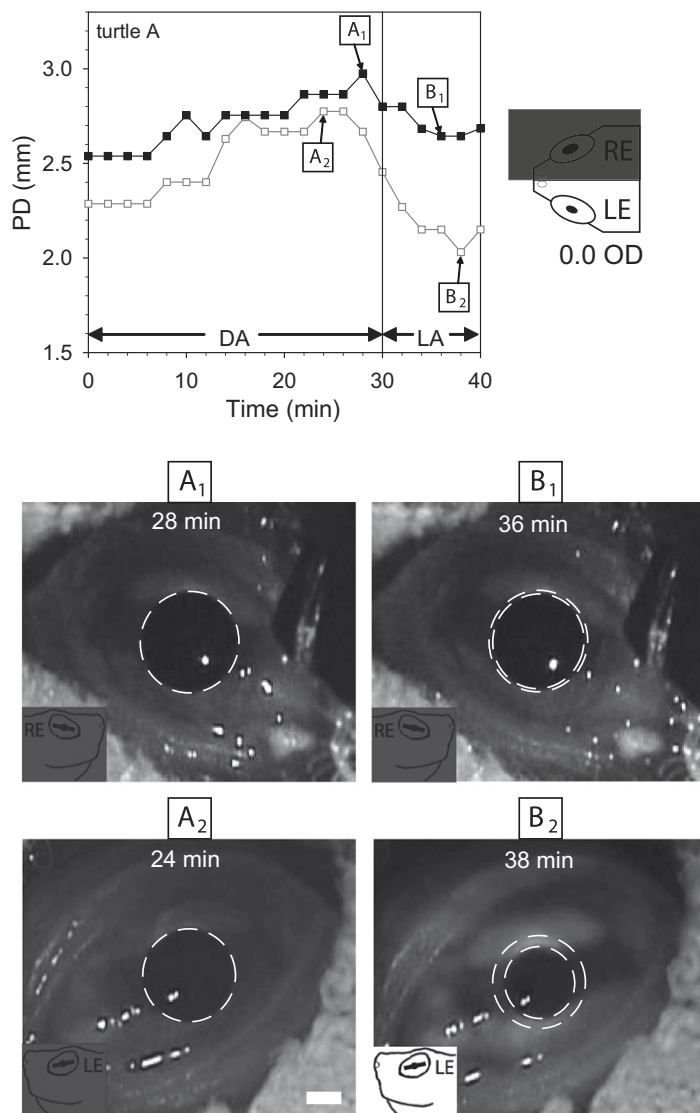 turtle A
A1
3.0
B1
RE
2.5
A2
PD (mm)
LE
2.0
0.0 OD
B2
DA
LA
1.5
0
10
20
30
40
Time (min)
A1
B1
28 min
36 min
RE
RE
A2
B2
24 min
38 min
LE
LE